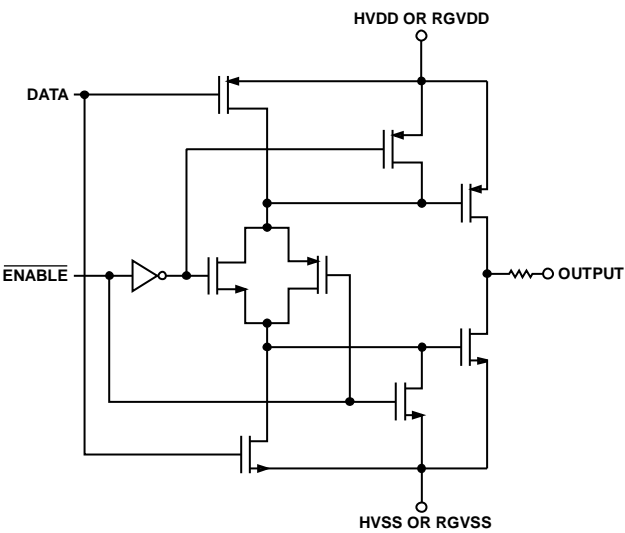 HVDD OR RGVDD
DATA
ENABLE
OUTPUT
HVSS OR RGVSS